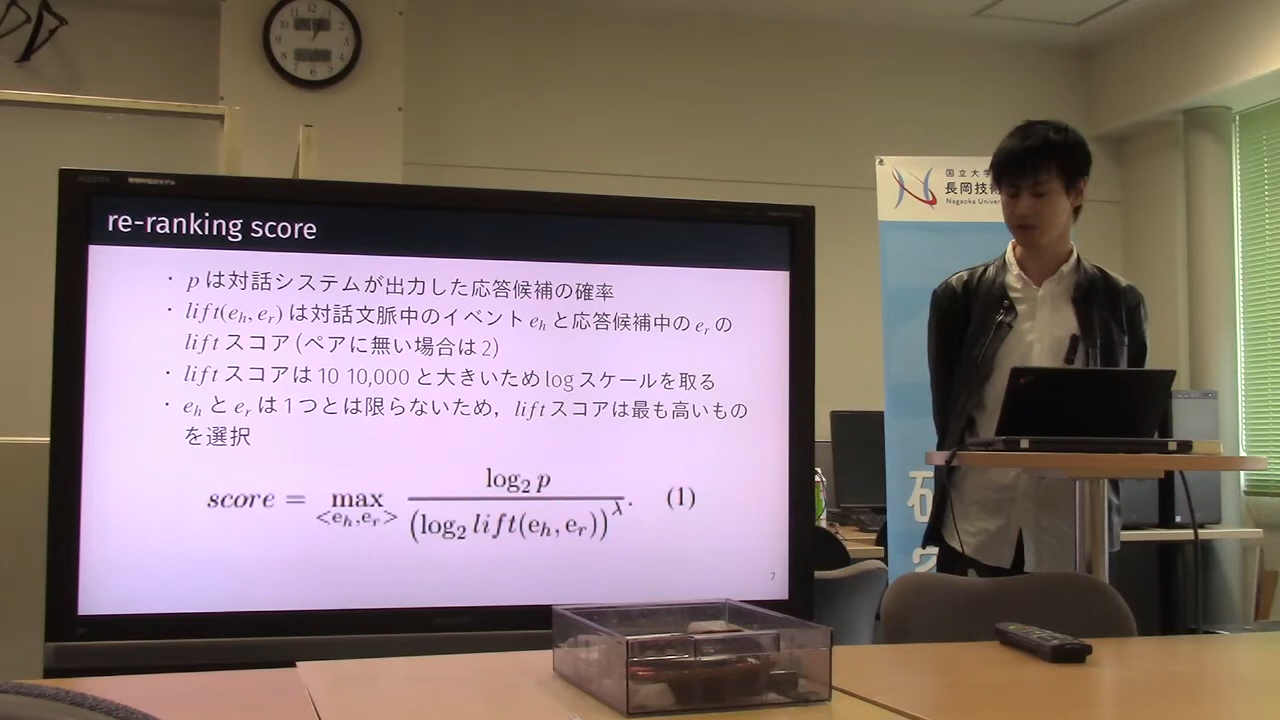 re-ranking score
・ p は対話システムが出力した応答候補の確率
・ lift(eh, er) は対話文脈中のイベント eh と応答候補中の er の
lift スコア (ペアに無い場合は 2)
・ lift スコアは 10 10,000 と大きいため log スケールを取る
・ eh と er は 1 つとは限らないため，lift スコアは最も高いもの
を選択
score = max <eh,er> log2 p / (log2 lift(eh, er))^λ. (1)
7
国立大学
長岡技術
Nagaoka Univer
AQUOS
12